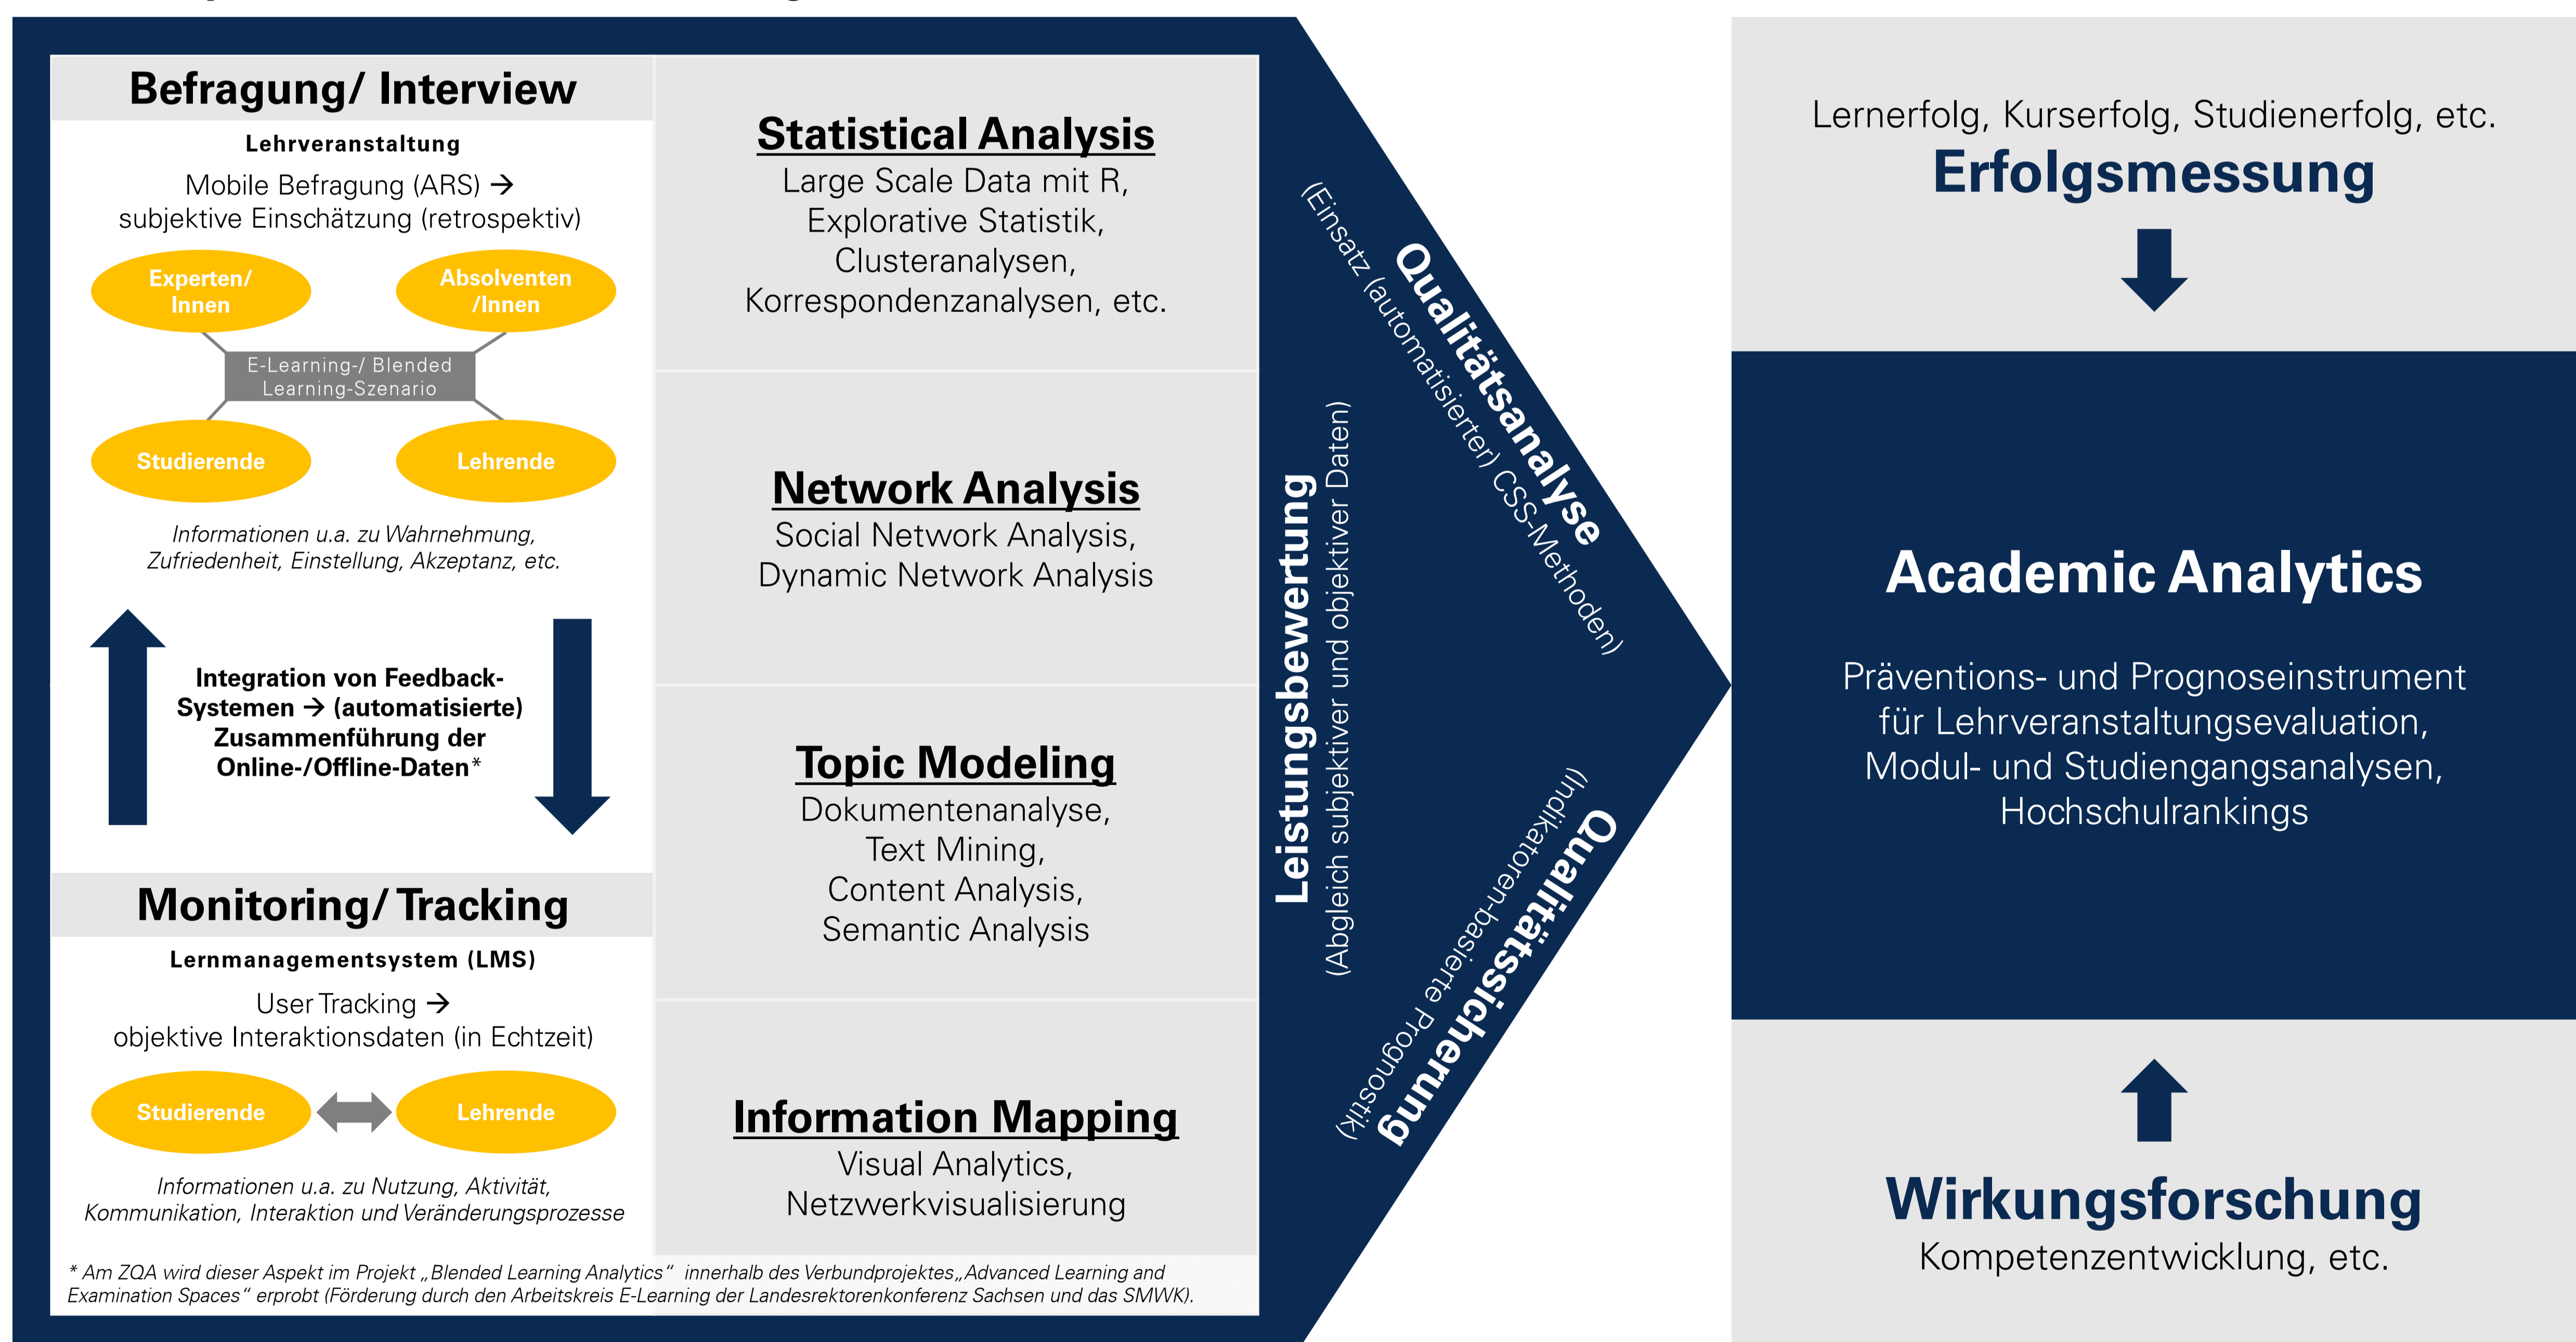 Befragung/ Interview
Lehrveranstaltung
Mobile Befragung (ARS) →
subjektive Einschätzung (retrospektiv)
Experten/
Innen
Absolventen
/Innen
E-Learning-/ Blended
Learning-Szenario
Studierende
Lehrende
Informationen u.a. zu Wahrnehmung,
Zufriedenheit, Einstellung, Akzeptanz, etc.
Integration von Feedback-
Systemen → (automatisierte)
Zusammenführung der
Online-/Offline-Daten*
Monitoring/ Tracking
Lernmanagementsystem (LMS)
User Tracking →
objektive Interaktionsdaten (in Echtzeit)
Studierende
Lehrende
Informationen u.a. zu Nutzung, Aktivität,
Kommunikation, Interaktion und Veränderungsprozesse
Statistical Analysis
Large Scale Data mit R,
Explorative Statistik,
Clusteranalysen,
Korrespondenzanalysen, etc.
Network Analysis
Social Network Analysis,
Dynamic Network Analysis
Topic Modeling
Dokumentenanalyse,
Text Mining,
Content Analysis,
Semantic Analysis
Information Mapping
Visual Analytics,
Netzwerkvisualisierung
* Am ZQA wird dieser Aspekt im Projekt „Blended Learning Analytics“ innerhalb des Verbundprojektes „Advanced Learning and
Examination Spaces“ erprobt (Förderung durch den Arbeitskreis E-Learning der Landesrektorenkonferenz Sachsen und das SMWK).
Leistungsbewertung
(Abgleich subjektiver und objektiver Daten)
Qualitätsanalyse
(Einsatz (automatisierter) CSS-Methoden)
Qualitätssicherung
(Indikatoren-basierte Prognostik)
Lernerfolg, Kurserfolg, Studienerfolg, etc.
Erfolgsmessung
Academic Analytics
Präventions- und Prognoseinstrument
für Lehrveranstaltungsevaluation,
Modul- und Studiengangsanalysen,
Hochschulrankings
Wirkungsforschung
Kompetenzentwicklung, etc.